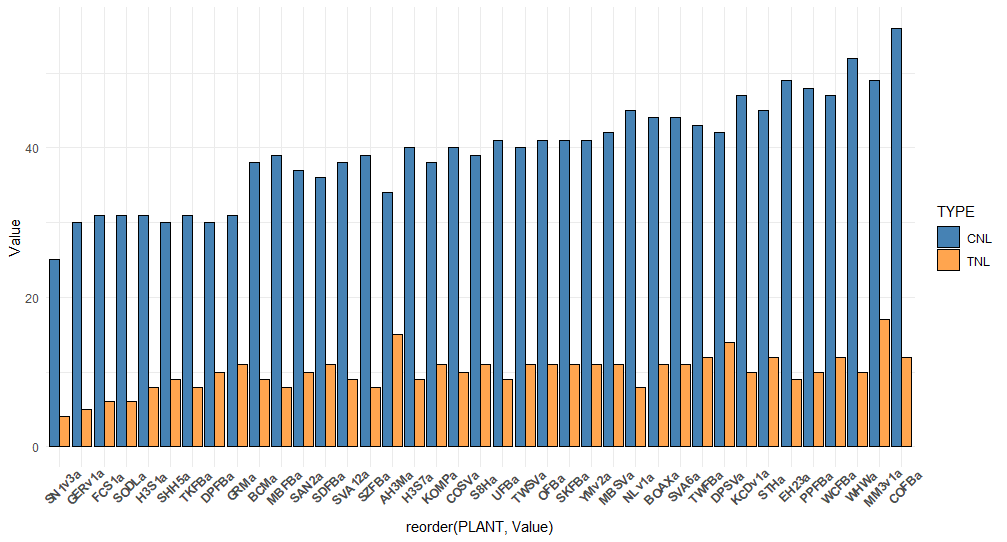 40
20
0
Value
SN1v3a
GERv1a
FCS1a
SODLa
H3S1a
SHH5a
TKFBa
DPFBa
GRMa
BCMa
MBFBa
SAN2a
SDFBa
SVA12a
SZFBa
AH3Ma
H3S7a
KOMPa
COSVa
S8Ha
UFBa
TWSVa
OFBa
SKFBa
YMv2a
MBSVa
NLv1a
BOAXa
SVA6a
TWFBa
DPSVa
KCDv1a
STHa
EH23a
PPFBa
WCFBa
WHWa
MM3v1a
COFBa
reorder(PLANT, Value)
TYPE
CNL
TNL